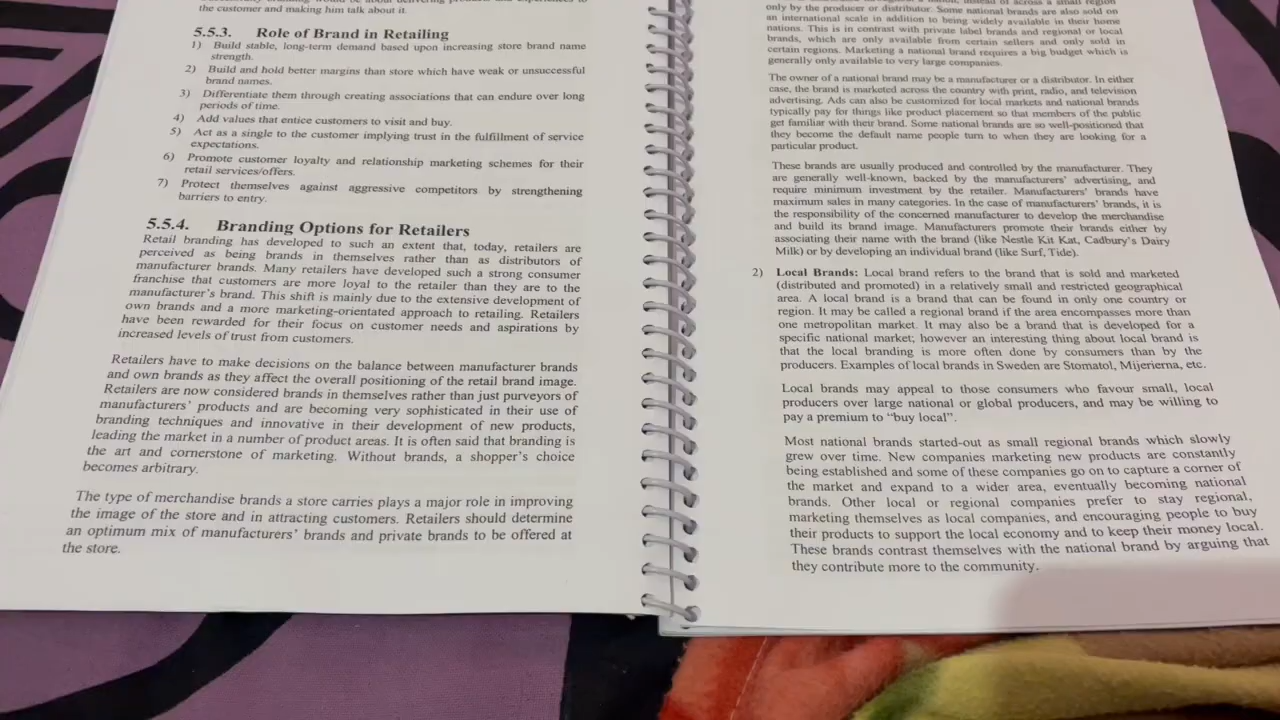 the customer and making him talk about it.
5.5.3. Role of Brand in Retailing
1) Build stable, long-term demand based upon increasing store brand name
strength.
2) Build and hold better margins than store which have weak or unsuccessful
brand names.
3) Differentiate them through creating associations that can endure over long
periods of time.
4) Add values that entice customers to visit and buy.
5) Act as a single to the customer implying trust in the fulfillment of service
expectations.
6) Promote customer loyalty and relationship marketing schemes for their
retail services/offers.
7) Protect themselves against aggressive competitors by strengthening
barriers to entry.
5.5.4. Branding Options for Retailers
Retail branding has developed to such an extent that, today, retailers are
perceived as being brands in themselves rather than as distributors of
manufacturer brands. Many retailers have developed such a strong consumer
franchise that customers are more loyal to the retailer than they are to the
manufacturer's brand. This shift is mainly due to the extensive development of
own brands and a more marketing-orientated approach to retailing. Retailers
have been rewarded for their focus on customer needs and aspirations by
increased levels of trust from customers.
Retailers have to make decisions on the balance between manufacturer brands
and own brands as they affect the overall positioning of the retail brand image.
Retailers are now considered brands in themselves rather than just purveyors of
manufacturers' products and are becoming very sophisticated in their use of
branding techniques and innovative in their development of new products,
leading the market in a number of product areas. It is often said that branding is
the art and cornerstone of marketing. Without brands, a shopper's choice
becomes arbitrary.
The type of merchandise brands a store carries plays a major role in improving
the image of the store and in attracting customers. Retailers should determine
an optimum mix of manufacturers' brands and private brands to be offered at
the store.
only by the producer or distributor. Some national brands are also sold on
an international scale in addition to being widely available in their home
nations. This is in contrast with private label brands and regional or local
brands, which are only available from certain sellers and only sold in
certain regions. Marketing a national brand requires a big budget which is
generally only available to very large companies.
The owner of a national brand may be a manufacturer or a distributor. In either
case, the brand is marketed across the country with print, radio, and television
advertising. Ads can also be customized for local markets and national brands
typically pay for things like product placement so that members of the public
get familiar with their brand. Some national brands are so well-positioned that
they become the default name people turn to when they are looking for a
particular product.
These brands are usually produced and controlled by the manufacturer. They
are generally well-known, backed by the manufacturers' advertising, and
require minimum investment by the retailer. Manufacturers' brands have
maximum sales in many categories. In the case of manufacturers' brands, it is
the responsibility of the concerned manufacturer to develop the merchandise
and build its brand image. Manufacturers promote their brands either by
associating their name with the brand (like Nestle Kit Kat, Cadbury's Dairy
Milk) or by developing an individual brand (like Surf, Tide).
2) Local Brands: Local brand refers to the brand that is sold and marketed
(distributed and promoted) in a relatively small and restricted geographical
area. A local brand is a brand that can be found in only one country or
region. It may be called a regional brand if the area encompasses more than
one metropolitan market. It may also be a brand that is developed for a
specific national market; however an interesting thing about local brand is
that the local branding is more often done by consumers than by the
producers. Examples of local brands in Sweden are Stomatol, Mijerierna, etc.
Local brands may appeal to those consumers who favour small, local
producers over large national or global producers, and may be willing to
pay a premium to “buy local”.
Most national brands started-out as small regional brands which slowly
grew over time. New companies marketing new products are constantly
being established and some of these companies go on to capture a corner of
the market and expand to a wider area, eventually becoming national
brands. Other local or regional companies prefer to stay regional,
marketing themselves as local companies, and encouraging people to buy
their products to support the local economy and to keep their money local.
These brands contrast themselves with the national brand by arguing that
they contribute more to the community.